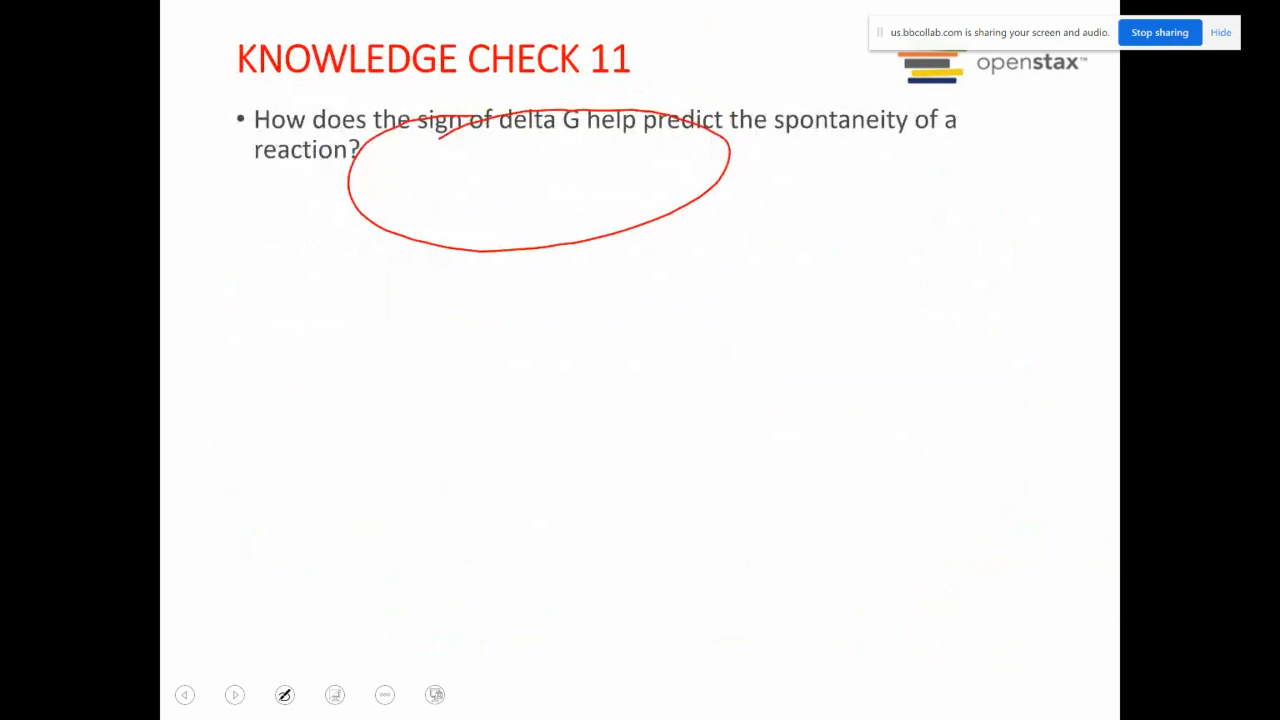 us.bbcollab.com is sharing your screen and audio. Stop sharing Hide
KNOWLEDGE CHECK 11
openstax™
• How does the sign of delta G help predict the spontaneity of a
reaction?